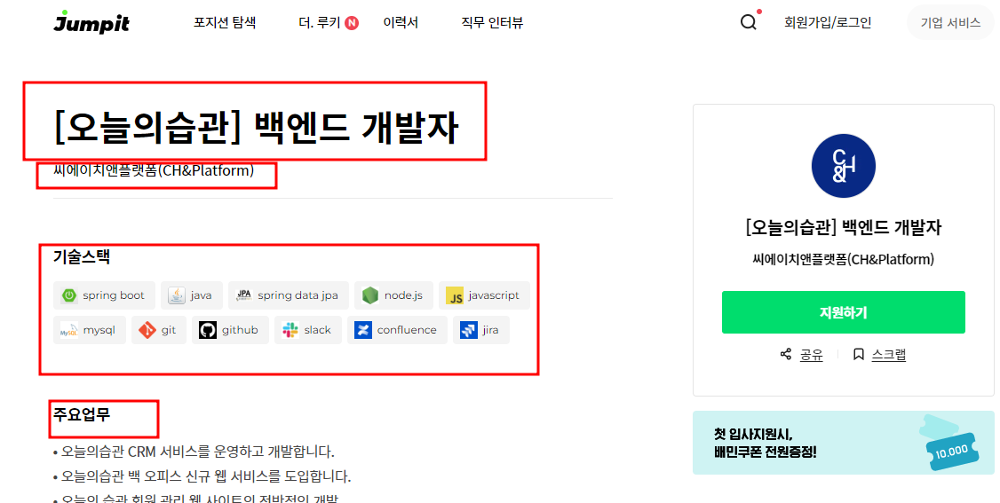 Jumpit 포지션 탐색 더. 루키 N 이력서 직무 인터뷰 회원가입/로그인 기업 서비스
[오늘의습관] 백엔드 개발자
씨에이치앤플랫폼(CH&Platform)
기술스택
spring boot java JPA spring data jpa node.js JS javascript
MySQL mysql git github slack confluence jira
주요업무
• 오늘의습관 CRM 서비스를 운영하고 개발합니다.
• 오늘의습관 백 오피스 신규 웹 서비스를 도입합니다.
• 오늘의 습관 회원 관리 웹 사이트의 전반적인 개발
CH
&
[오늘의습관] 백엔드 개발자
씨에이치앤플랫폼(CH&Platform)
지원하기
공유 스크랩
첫 입사지원시,
배민쿠폰 전원증정!
10.000